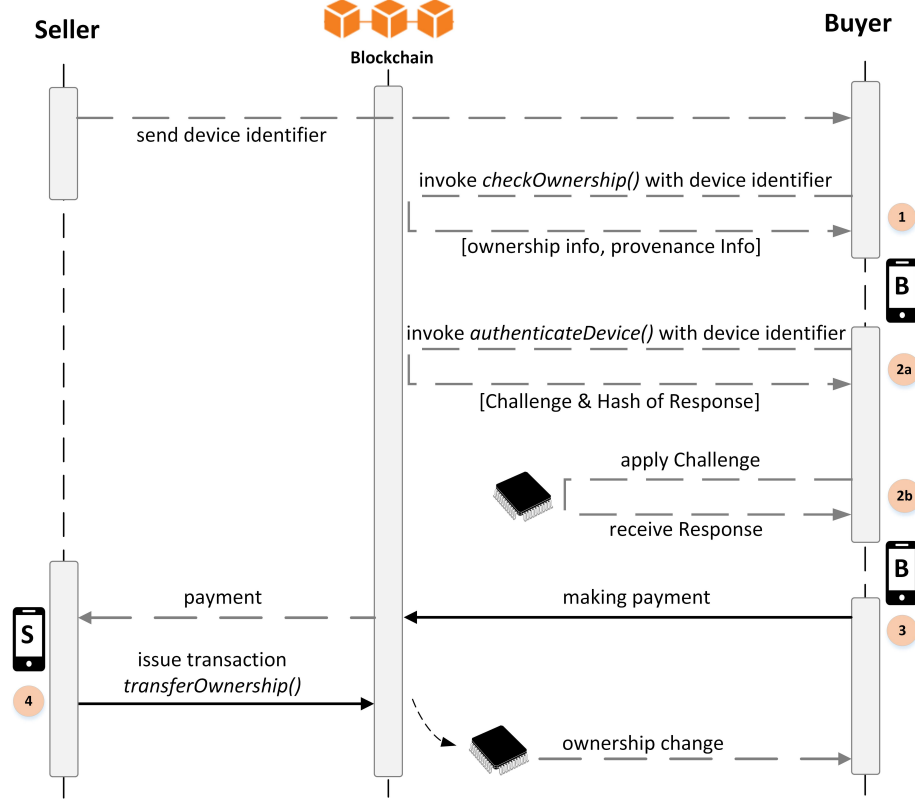 Seller
Blockchain
Buyer
send device identifier
invoke checkOwnership() with device identifier
1
[ownership info, provenance Info]
B
invoke authenticateDevice() with device identifier
2a
[Challenge & Hash of Response]
apply Challenge
2b
receive Response
B
payment
making payment
S
3
issue transaction
transferOwnership()
4
ownership change